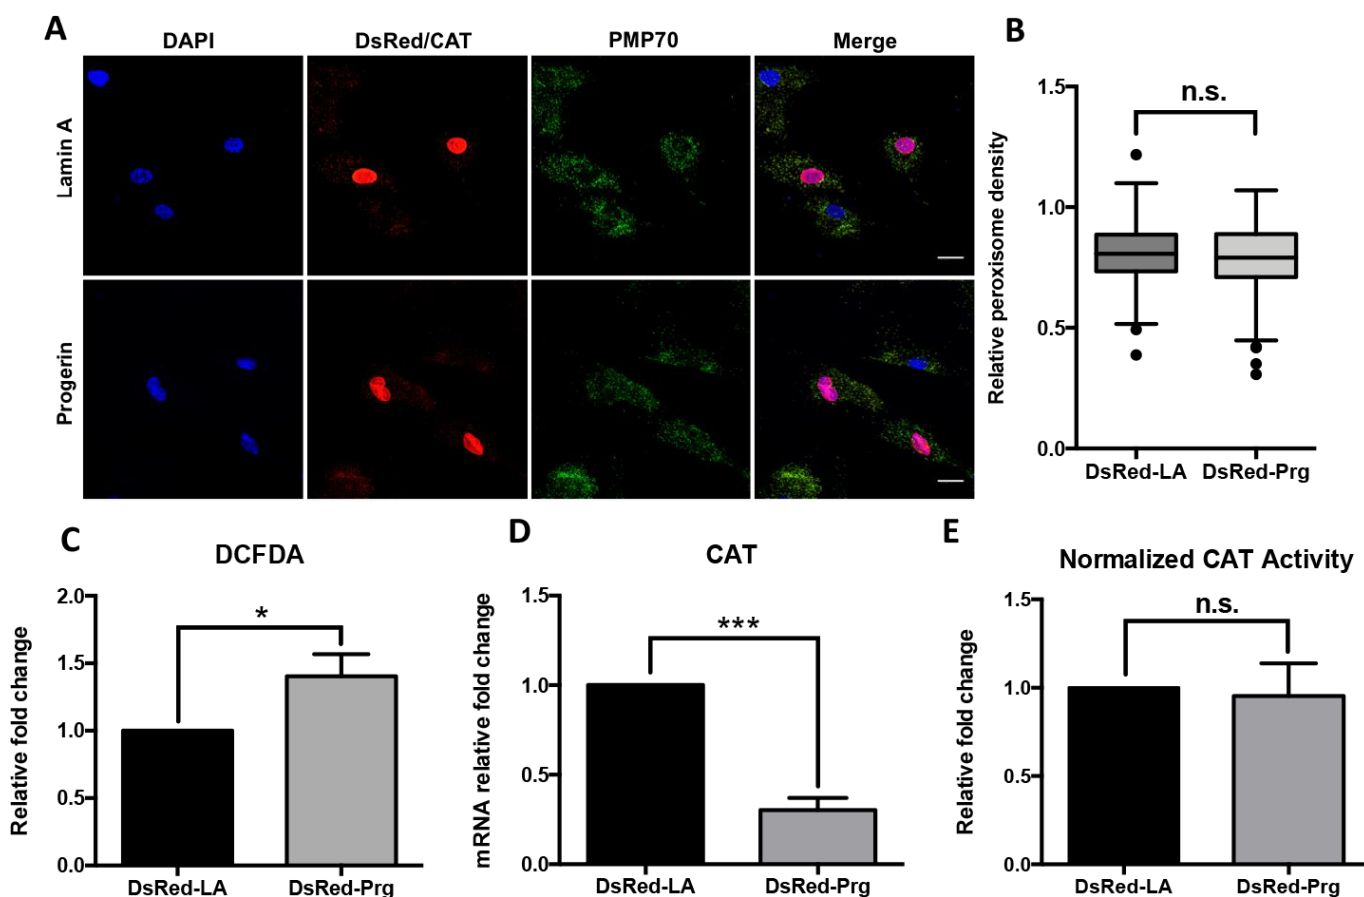 A
DAPI
DsRed/CAT
PMP70
Merge
Lamin A
Progerin
B
1.5
n.s.
1.0
0.5
0.0
Relative peroxisome density
DsRed-LA
DsRed-Prg
C
DCFDA
2.0
*
1.5
1.0
0.5
0.0
Relative fold change
DsRed-LA
DsRed-Prg
D
CAT
1.5
***
1.0
0.5
0.0
mRNA relative fold change
DsRed-LA
DsRed-Prg
E
Normalized CAT Activity
1.5
n.s.
1.0
0.5
0.0
Relative fold change
DsRed-LA
DsRed-Prg